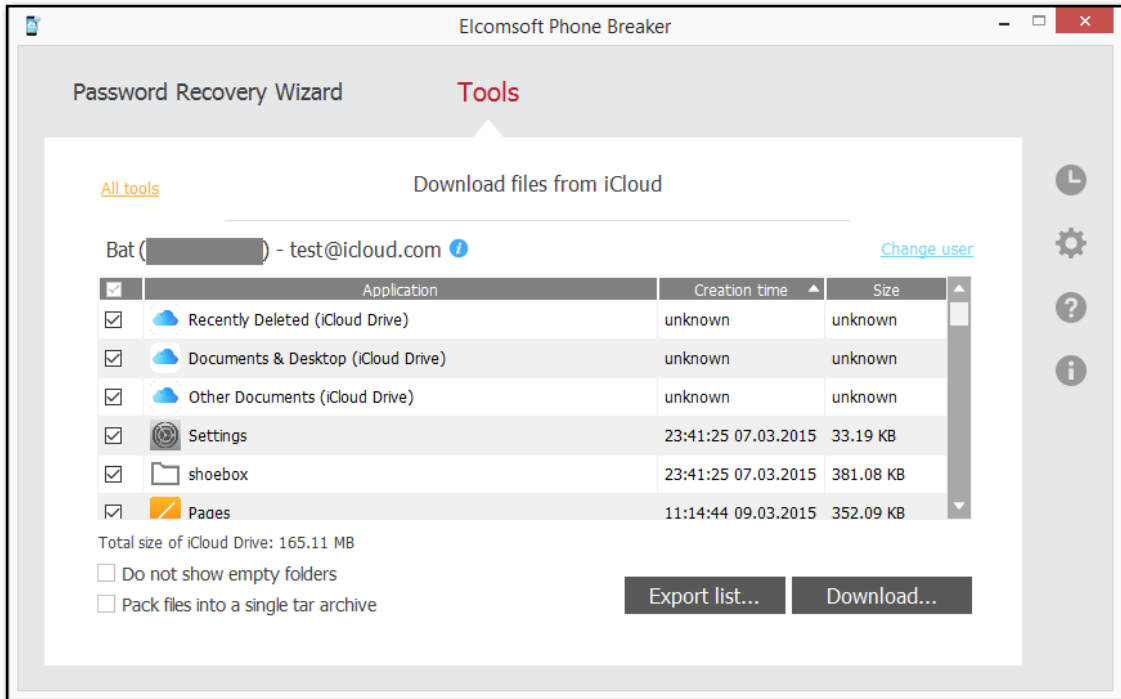 Elcomsoft Phone Breaker
Password Recovery Wizard Tools
All tools Download files from iCloud
Bat ( ) - test@icloud.com Change user
Application Creation time Size
Recently Deleted (iCloud Drive) unknown unknown
Documents & Desktop (iCloud Drive) unknown unknown
Other Documents (iCloud Drive) unknown unknown
Settings 23:41:25 07.03.2015 33.19 KB
shoebox 23:41:25 07.03.2015 381.08 KB
Pages 11:14:44 09.03.2015 352.09 KB
Total size of iCloud Drive: 165.11 MB
Do not show empty folders
Pack files into a single tar archive
Export list... Download...